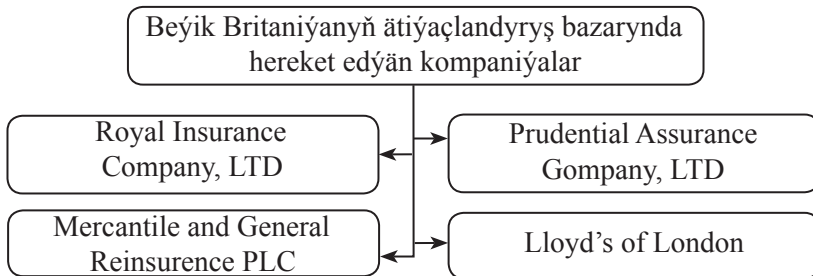 Beýik Britaniýanyň ätiýaçlandyryş bazarynda
hereket edýän kompaniýalar
Royal Insurance
Company, LTD
Prudential Assurance
Gompany, LTD
Mercantile and General
Reinsurence PLC
Lloyd’s of London